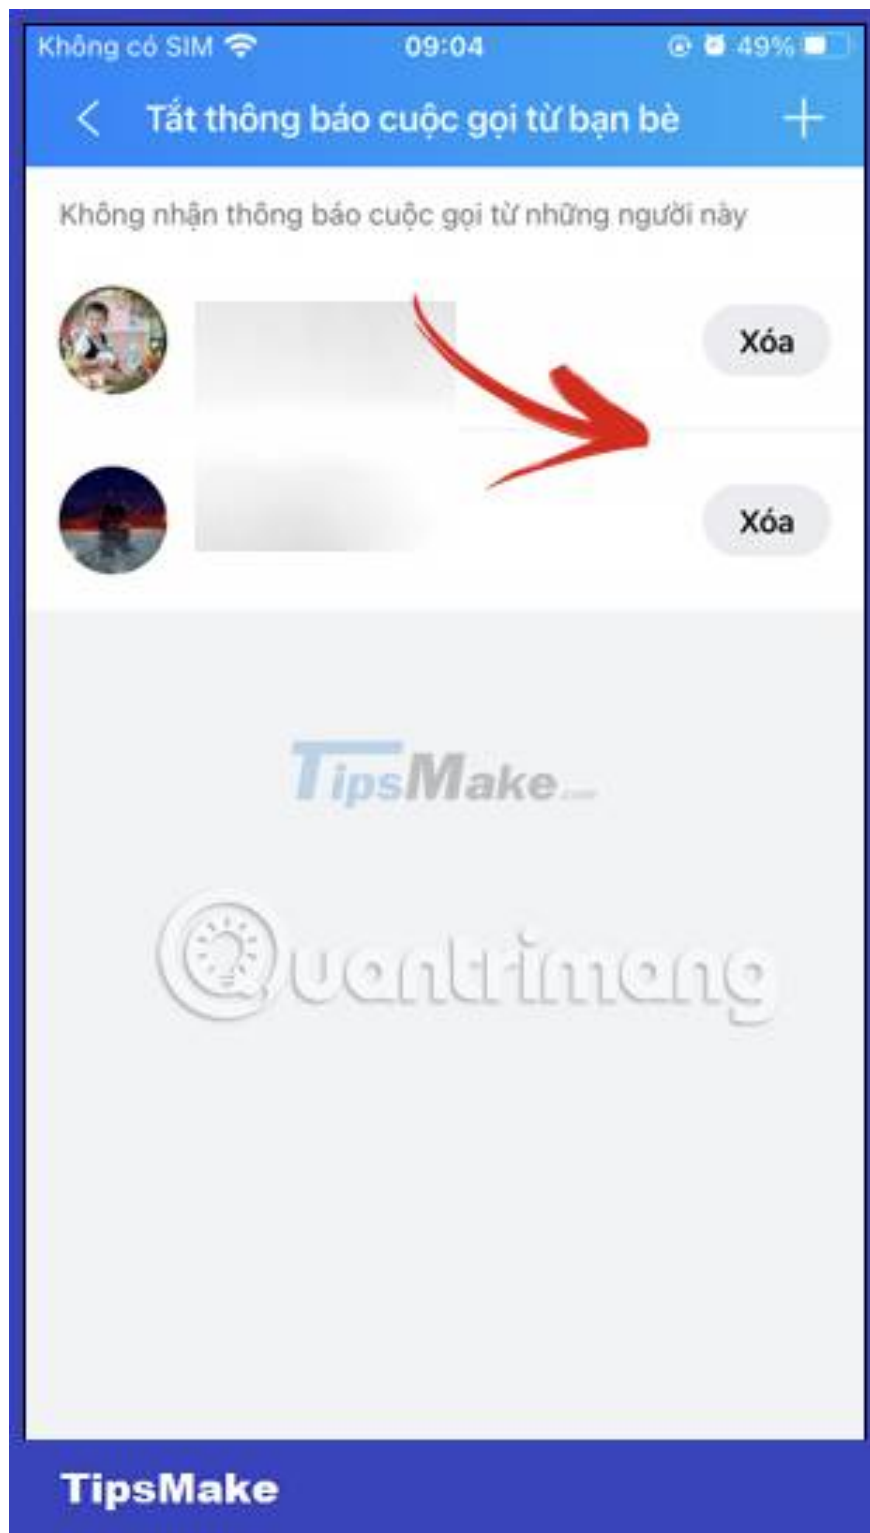 Không có SIM 09:04 49%
Tắt thông báo cuộc gọi từ bạn bè
Không nhận thông báo cuộc gọi từ những người này
Xóa
Xóa
TipsMake.com
Quantrimang
TipsMake